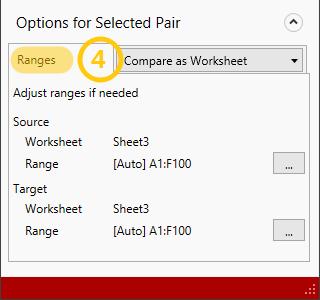 Options for Selected Pair
Ranges 4 Compare as Worksheet
Adjust ranges if needed
Source
Worksheet Sheet3
Range [Auto] A1:F100 ...
Target
Worksheet Sheet3
Range [Auto] A1:F100 ...